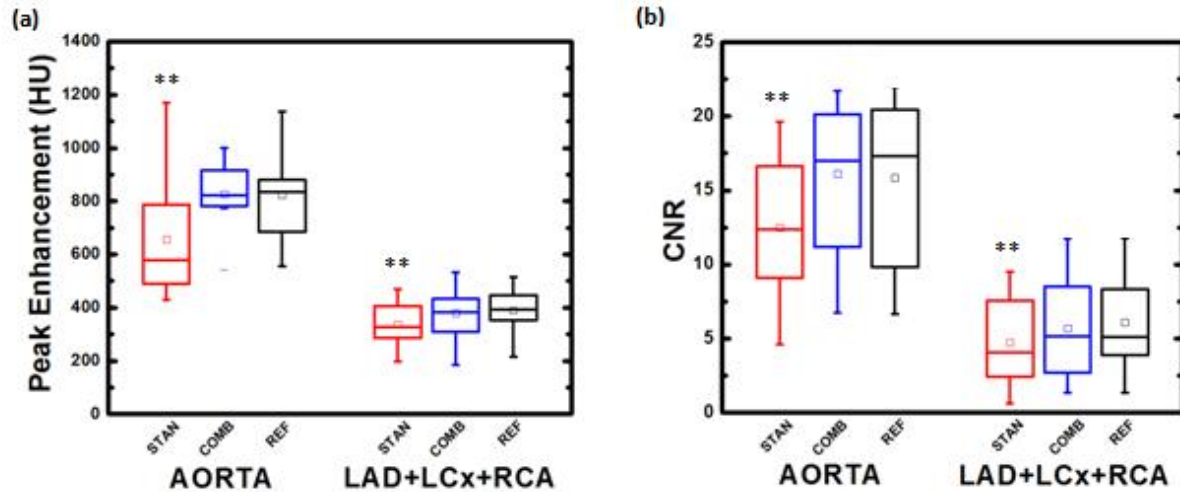 (a)
Peak Enhancement (HU)
1400
1200
1000
800
600
400
200
0
**
**
STAN COMB REF STAN COMB REF
AORTA LAD+LCx+RCA
(b)
CNR
25
20
15
10
5
0
**
**
STAN COMB REF STAN COMB REF
AORTA LAD+LCx+RCA